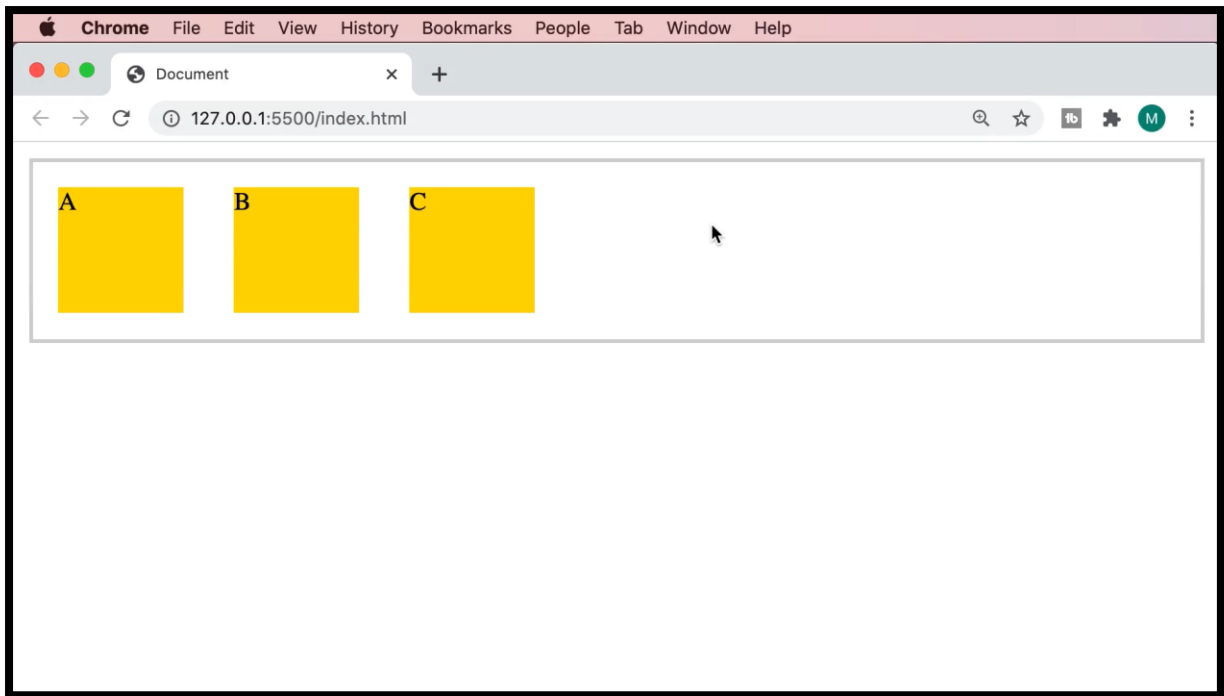 Chrome File Edit View History Bookmarks People Tab Window Help
Document
127.0.0.1:5500/index.html
M
A B C